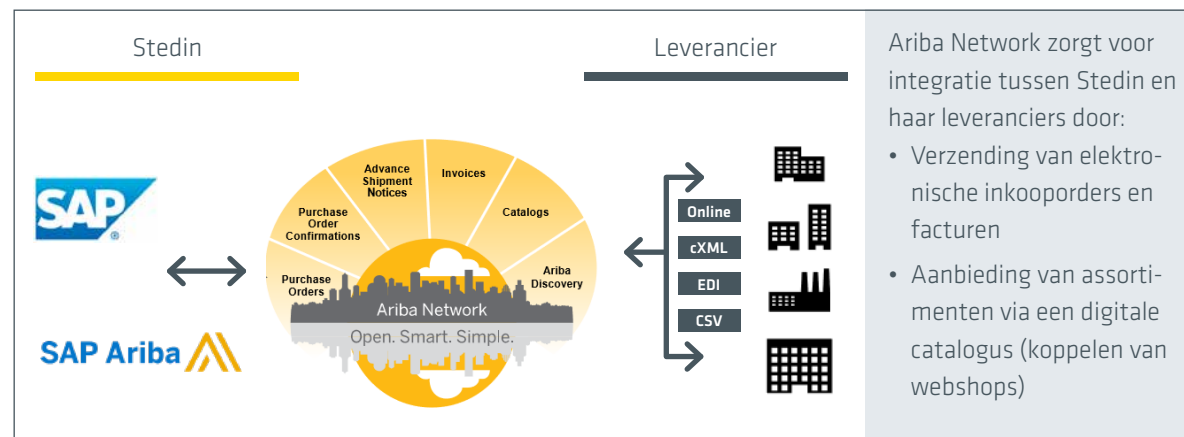 Stedin
Leverancier
SAP
®
SAP Ariba
Purchase
Orders
Purchase
Order
Confirmations
Advance
Shipment
Notices
Invoices
Catalogs
Ariba
Discovery
Ariba Network
Open. Smart. Simple.
Online
cXML
EDI
CSV
Ariba Network zorgt voor
integratie tussen Stedin en
haar leveranciers door:
• Verzending van elektro-
nische inkooporders en
facturen
• Aanbieding van assorti-
menten via een digitale
catalogus (koppelen van
webshops)